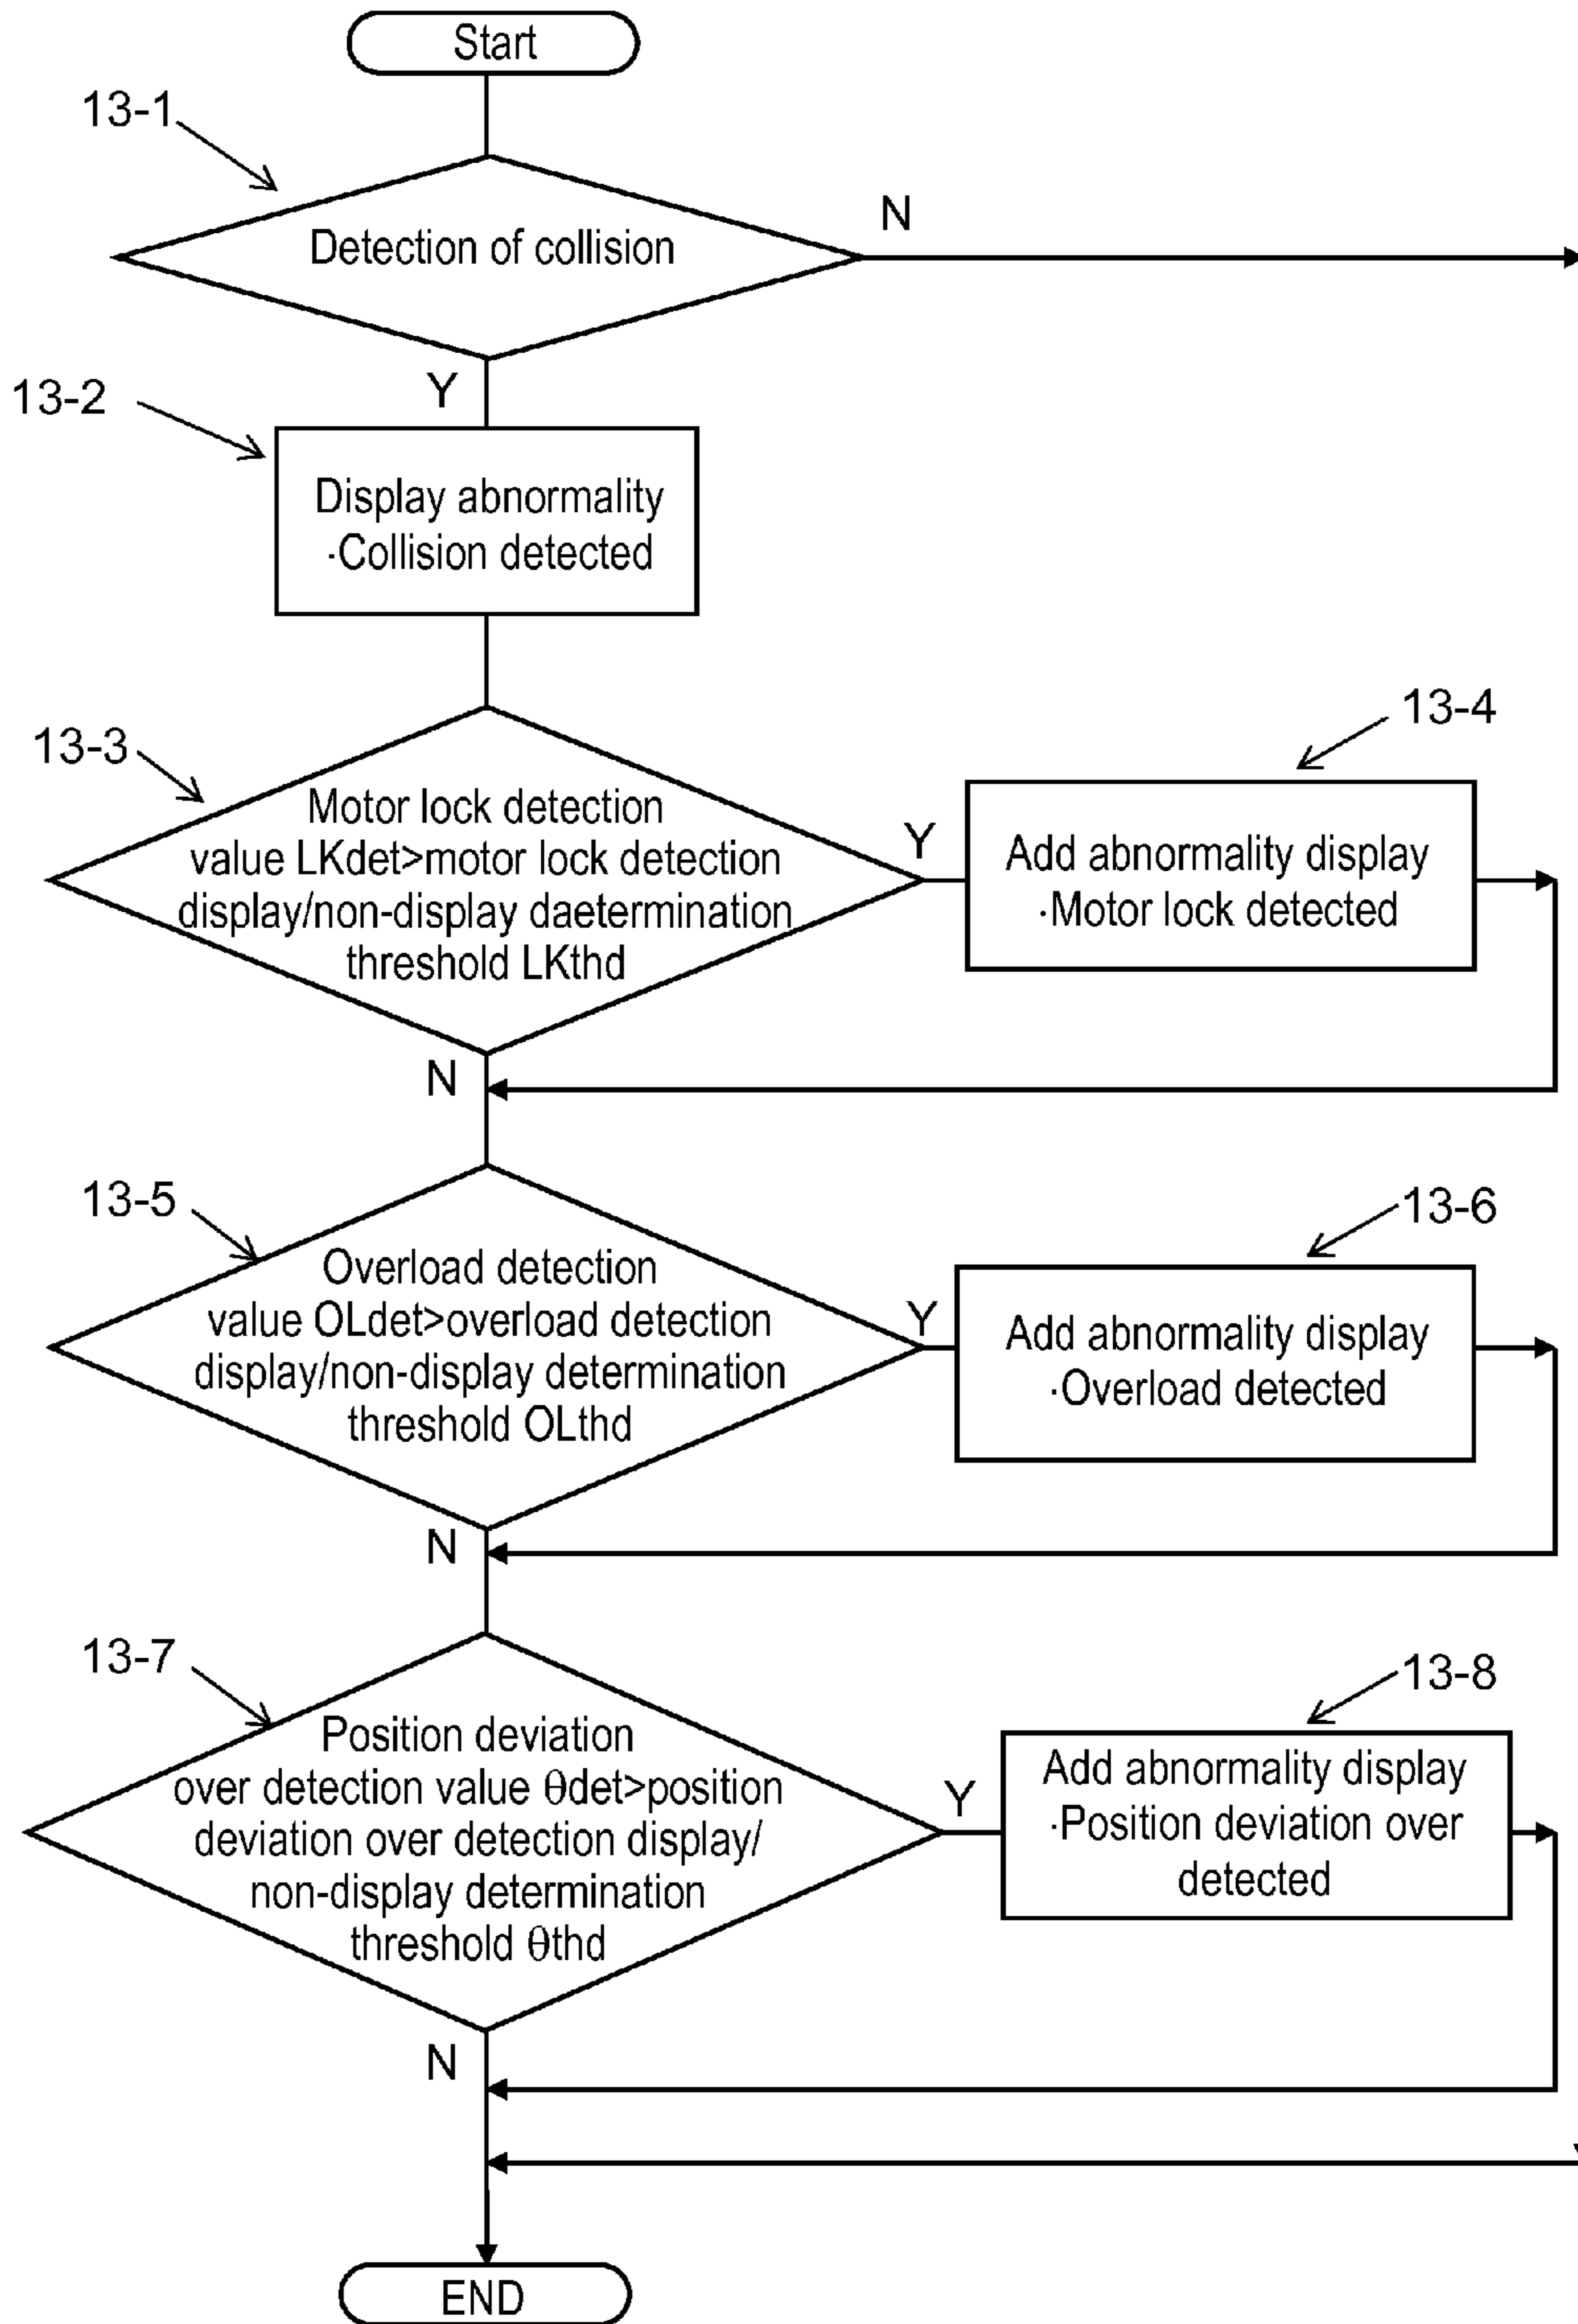 Start
13-1
N
Detection of collision
Y
13-2
Display abnormality
·Collision detected
13-3
13-4
Motor lock detection
value LKdet>motor lock detection
display/non-display daetermination
threshold LKthd
Y
Add abnormality display
·Motor lock detected
N
13-5
13-6
Overload detection
value OLdet>overload detection
display/non-display determination
threshold OLthd
Y
Add abnormality display
·Overload detected
N
13-7
13-8
Position deviation
over detection value θdet>position
deviation over detection display/
non-display determination
threshold θthd
Y
Add abnormality display
·Position deviation over
detected
N
END